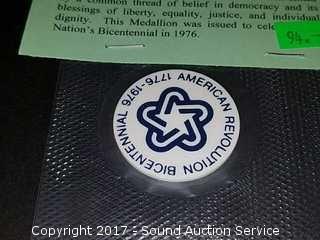 a common thread of belief in democracy and its
blessings of liberty, equality, justice, and individual
dignity. This Medallion was issued to
Nation's Bicentennial in 1976.
94.
AMERICAN REVOLUTION BICENTENNIAL 1776-1976
Copyright 2017 - Sound Auction Service